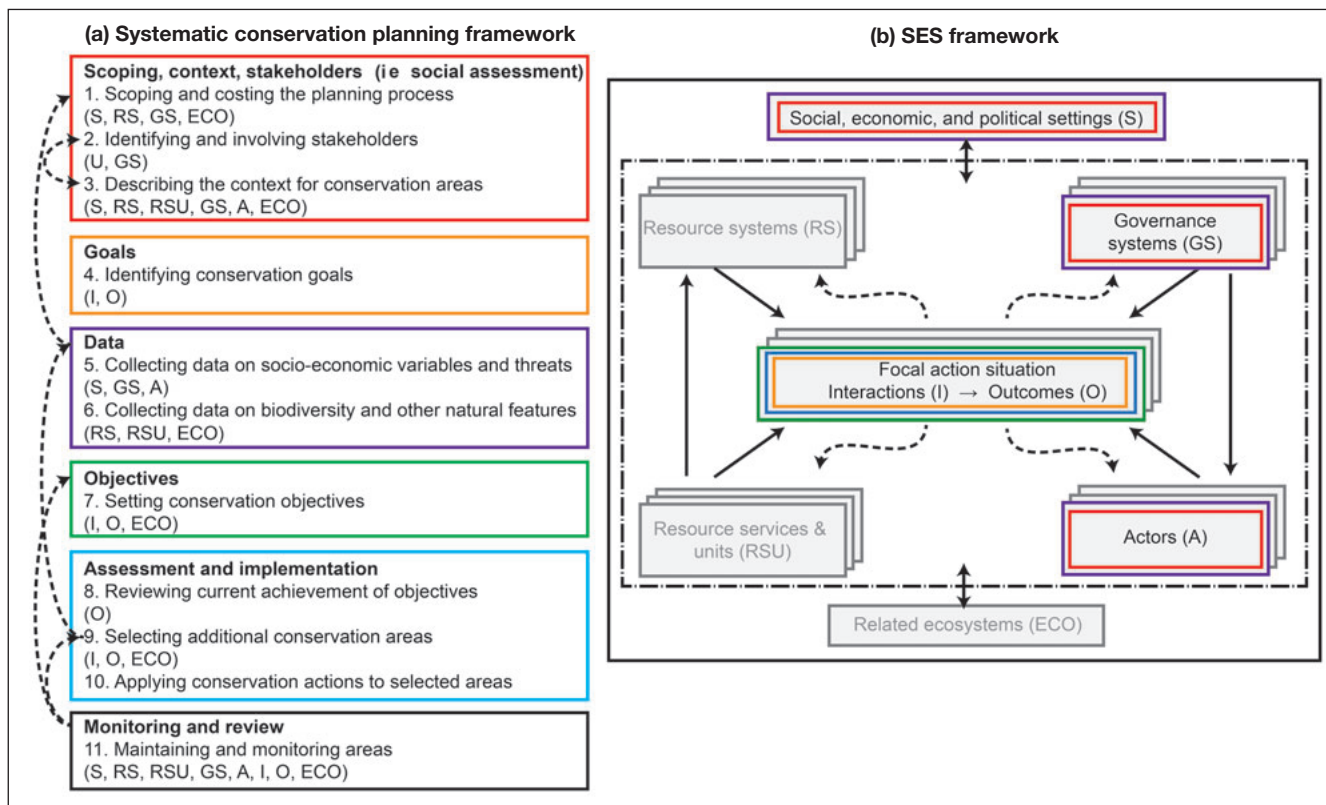 (a) Systematic conservation planning framework
Scoping, context, stakeholders (ie social assessment)
1. Scoping and costing the planning process
(S, RS, GS, ECO)
2. Identifying and involving stakeholders
(U, GS)
3. Describing the context for conservation areas
(S, RS, RSU, GS, A, ECO)
Goals
4. Identifying conservation goals
(I, O)
Data
5. Collecting data on socio-economic variables and threats
(S, GS, A)
6. Collecting data on biodiversity and other natural features
(RS, RSU, ECO)
Objectives
7. Setting conservation objectives
(I, O, ECO)
Assessment and implementation
8. Reviewing current achievement of objectives
(O)
9. Selecting additional conservation areas
(I, O, ECO)
10. Applying conservation actions to selected areas
Monitoring and review
11. Maintaining and monitoring areas
(S, RS, RSU, GS, A, I, O, ECO)
(b) SES framework
Social, economic, and political settings (S)
Resource systems (RS)
Governance
systems (GS)
Focal action situation
Interactions (I) → Outcomes (O)
Resource services &
units (RSU)
Actors (A)
Related ecosystems (ECO)